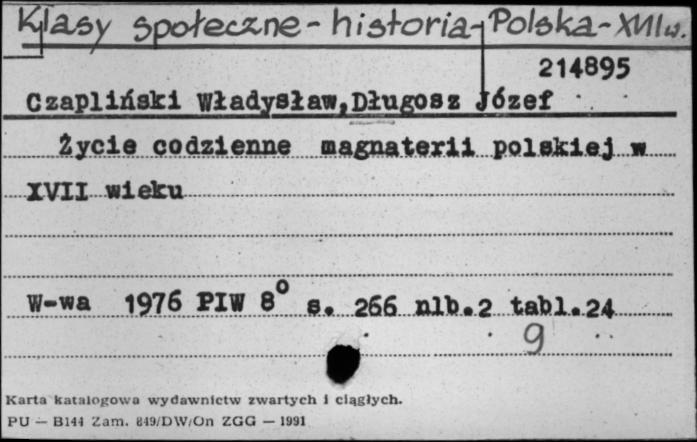 Klasy społeczne - historia - Polska - XVII w.
214895
Czapliński Władysław, Długosz Józef
Życie codzienne magnaterii polskiej w
XVII wieku
W-wa 1976 PIW 8° s. 266 nlb.2 tabl.24
9
Karta katalogowa wydawnictw zwartych i ciągłych.
PU — B144 Zam. 849/DW/On ZGG — 1991